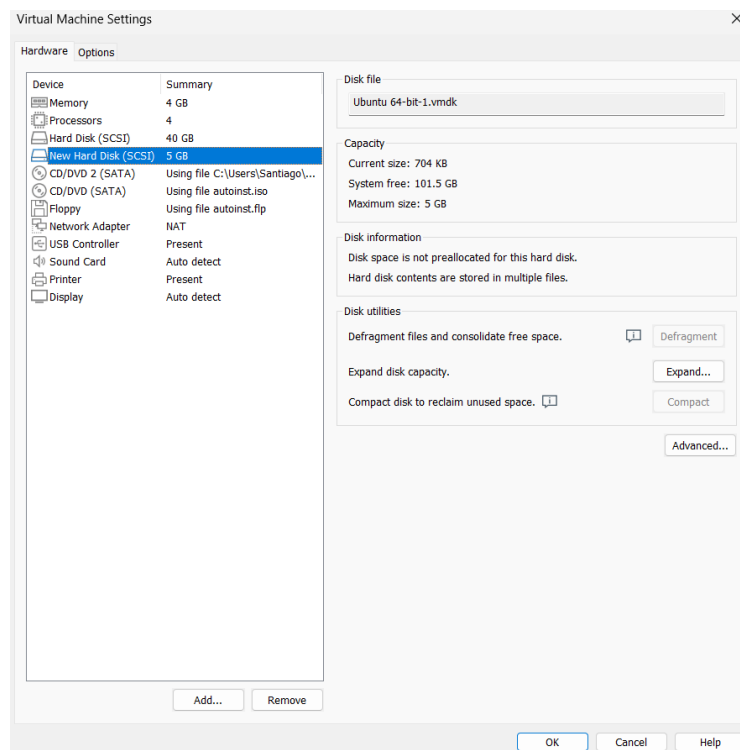 Virtual Machine Settings
Hardware Options
Device Summary
Memory 4 GB
Processors 4
Hard Disk (SCSI) 40 GB
New Hard Disk (SCSI) 5 GB
CD/DVD 2 (SATA) Using file C:\Users\Santiago\...
CD/DVD (SATA) Using file autoinst.iso
Floppy Using file autoinst.flp
Network Adapter NAT
USB Controller Present
Sound Card Auto detect
Printer Present
Display Auto detect
Add... Remove
Disk file
Ubuntu 64-bit-1.vmdk
Capacity
Current size: 704 KB
System free: 101.5 GB
Maximum size: 5 GB
Disk information
Disk space is not preallocated for this hard disk.
Hard disk contents are stored in multiple files.
Disk utilities
Defragment files and consolidate free space. Defragment
Expand disk capacity. Expand...
Compact disk to reclaim unused space. Compact
Advanced...
OK Cancel Help